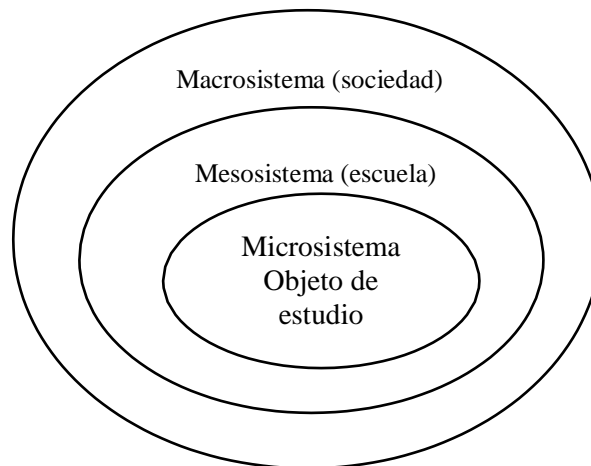 Macrosistema (sociedad)
Mesosistema (escuela)
Microsistema
Objeto de
estudio